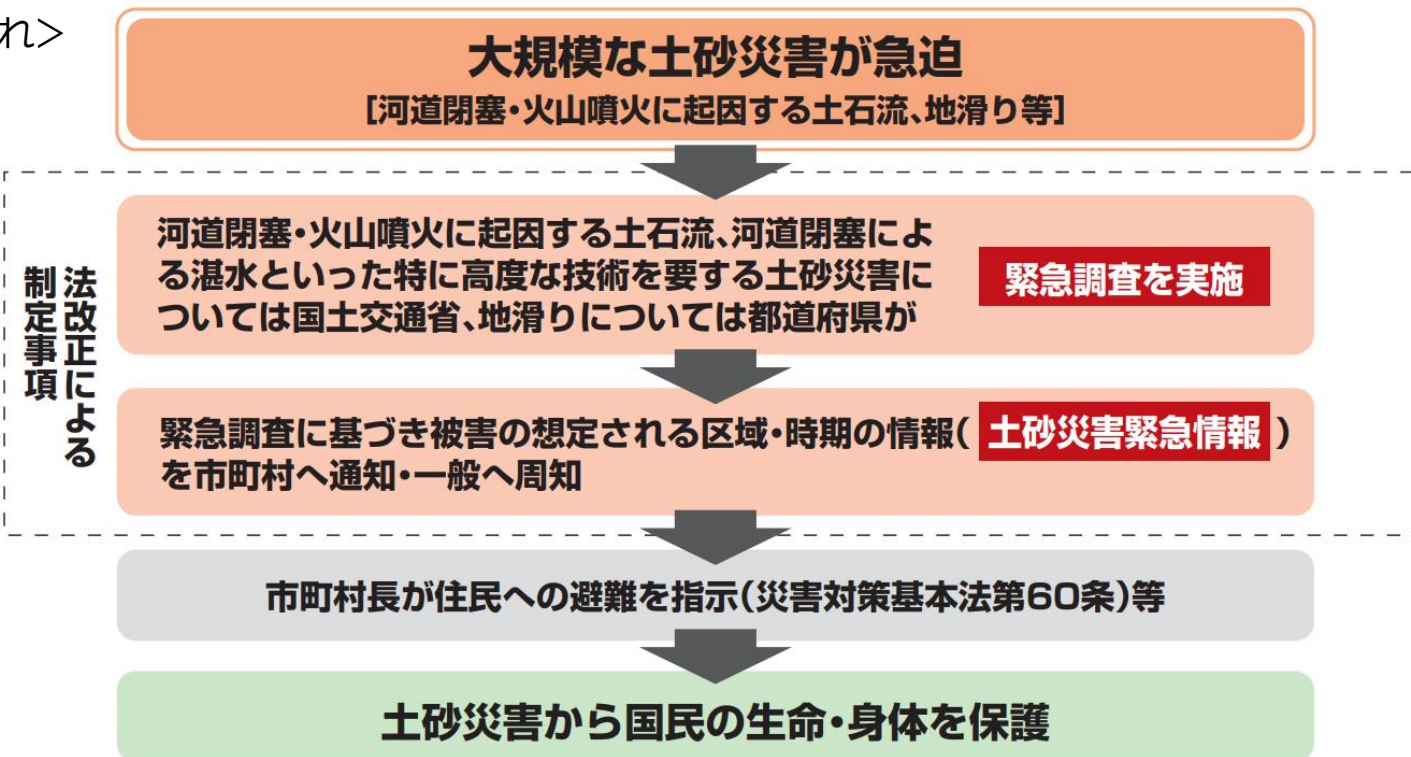 れ>
大規模な土砂災害が急迫
[河道閉塞・火山噴火に起因する土石流、地滑り等]
法改正による
制定事項
河道閉塞・火山噴火に起因する土石流、河道閉塞によ
る湛水といった特に高度な技術を要する土砂災害に
ついては国土交通省、地滑りについては都道府県が
緊急調査を実施
緊急調査に基づき被害の想定される区域・時期の情報( 土砂災害緊急情報 )
を市町村へ通知・一般へ周知
市町村長が住民への避難を指示(災害対策基本法第60条)等
土砂災害から国民の生命・身体を保護